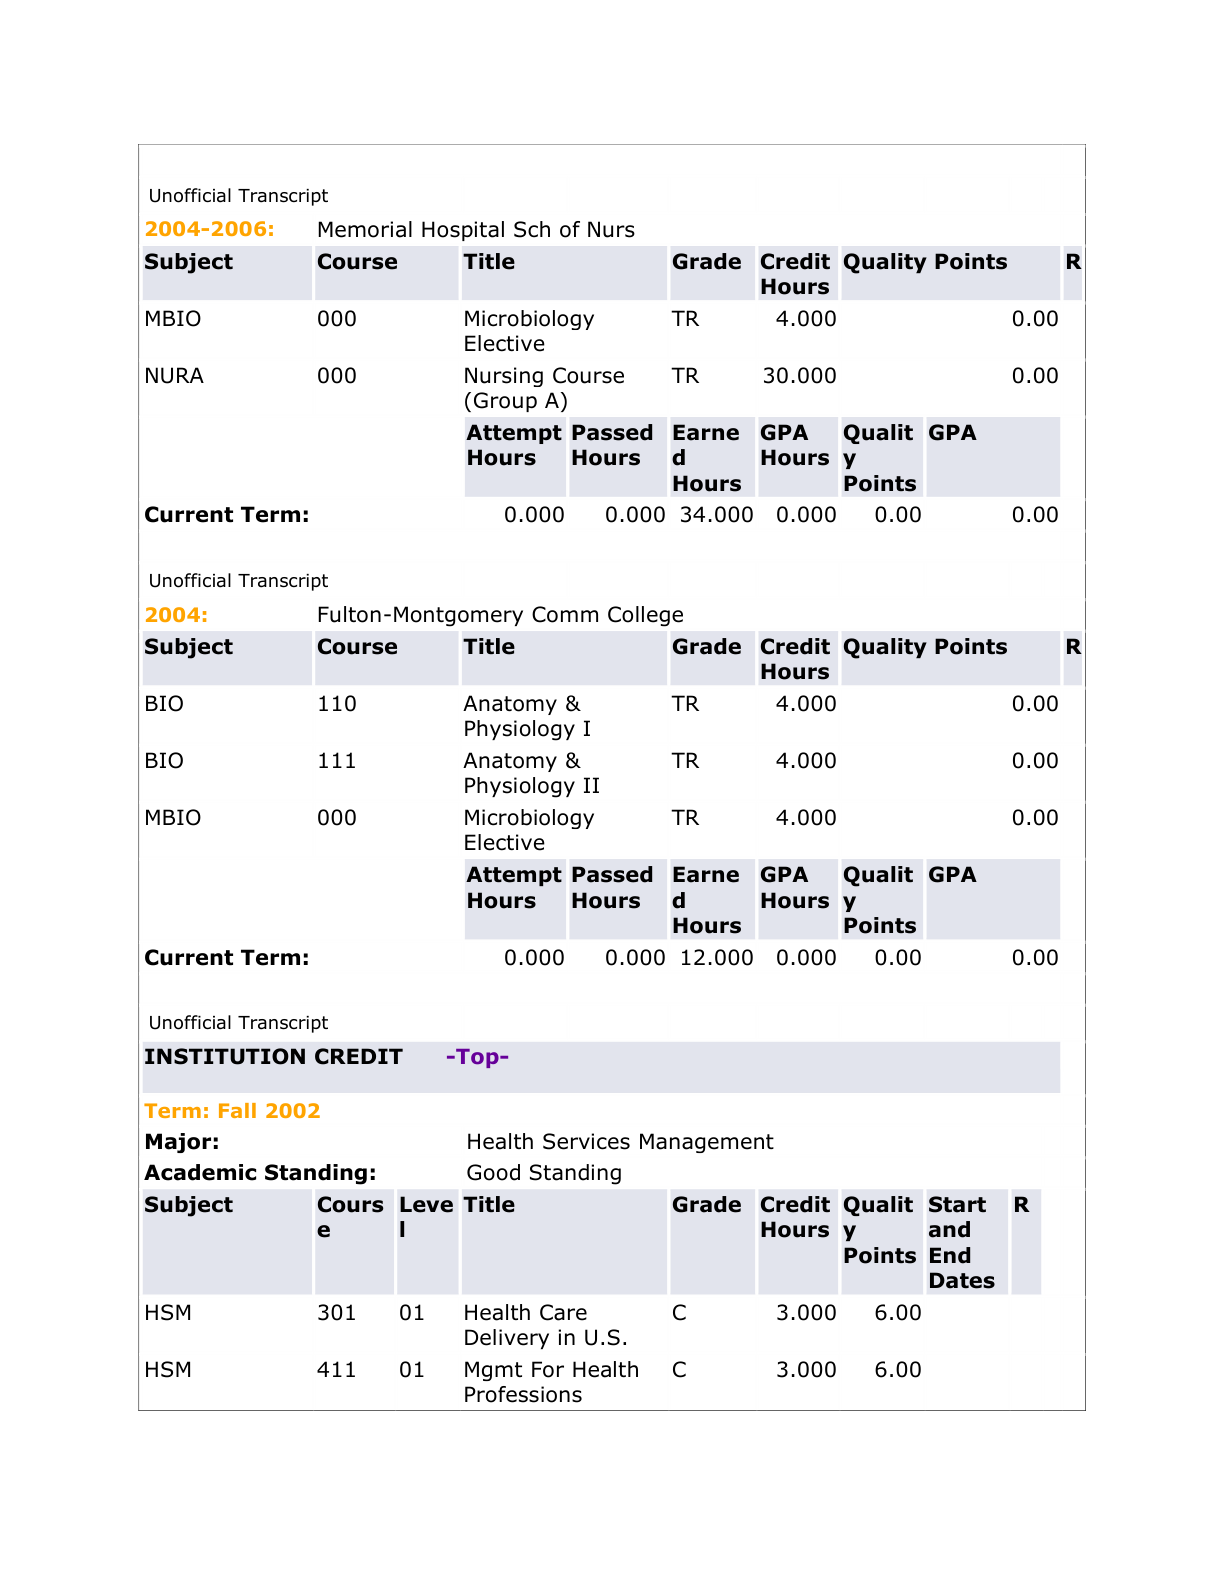 Unofficial Transcript
2004-2006: Memorial Hospital Sch of Nurs
Subject Course Title Grade Credit Quality Points R
Hours
MBIO 000 Microbiology TR 4.000 0.00
Elective
NURA 000 Nursing Course TR 30.000 0.00
(Group A)
Attempt Passed Earne GPA Qualit GPA
Hours Hours d Hours y
Hours Points
Current Term: 0.000 0.000 34.000 0.000 0.00 0.00
Unofficial Transcript
2004: Fulton-Montgomery Comm College
Subject Course Title Grade Credit Quality Points R
Hours
BIO 110 Anatomy & TR 4.000 0.00
Physiology I
BIO 111 Anatomy & TR 4.000 0.00
Physiology II
MBIO 000 Microbiology TR 4.000 0.00
Elective
Attempt Passed Earne GPA Qualit GPA
Hours Hours d Hours y
Hours Points
Current Term: 0.000 0.000 12.000 0.000 0.00 0.00
Unofficial Transcript
INSTITUTION CREDIT -Top-
Term: Fall 2002
Major: Health Services Management
Academic Standing: Good Standing
Subject Cours Leve Title Grade Credit Qualit Start R
e l Hours y and
Points End
Dates
HSM 301 01 Health Care C 3.000 6.00
Delivery in U.S.
HSM 411 01 Mgmt For Health C 3.000 6.00
Professions